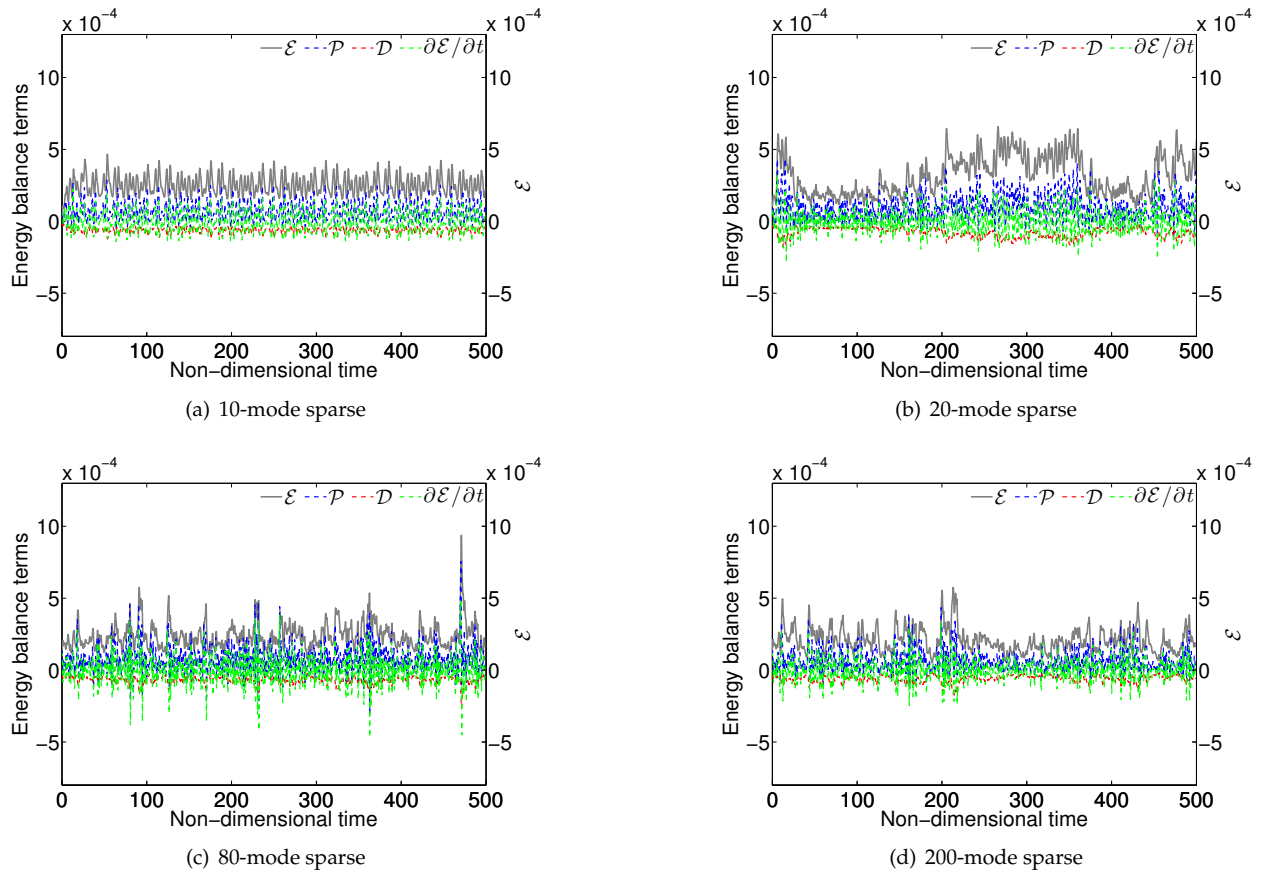 x 10⁻⁴ x 10⁻⁴
ℰ 𝒫 𝒟 ∂ℰ/∂t
10 10
5 5
0 0
−5 −5
Energy balance terms
ℰ
0 100 200 300 400 500
Non−dimensional time
(a) 10-mode sparse
x 10⁻⁴ x 10⁻⁴
ℰ 𝒫 𝒟 ∂ℰ/∂t
10 10
5 5
0 0
−5 −5
Energy balance terms
ℰ
0 100 200 300 400 500
Non−dimensional time
(b) 20-mode sparse
x 10⁻⁴ x 10⁻⁴
ℰ 𝒫 𝒟 ∂ℰ/∂t
10 10
5 5
0 0
−5 −5
Energy balance terms
ℰ
0 100 200 300 400 500
Non−dimensional time
(c) 80-mode sparse
x 10⁻⁴ x 10⁻⁴
ℰ 𝒫 𝒟 ∂ℰ/∂t
10 10
5 5
0 0
−5 −5
Energy balance terms
ℰ
0 100 200 300 400 500
Non−dimensional time
(d) 200-mode sparse